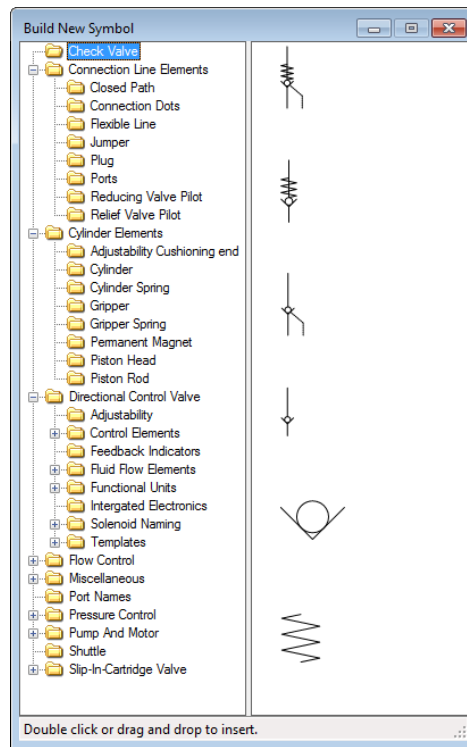 Build New Symbol
Check Valve
Connection Line Elements
Closed Path
Connection Dots
Flexible Line
Jumper
Plug
Ports
Reducing Valve Pilot
Relief Valve Pilot
Cylinder Elements
Adjustability Cushioning end
Cylinder
Cylinder Spring
Gripper
Gripper Spring
Permanent Magnet
Piston Head
Piston Rod
Directional Control Valve
Adjustability
Control Elements
Feedback Indicators
Fluid Flow Elements
Functional Units
Intergated Electronics
Solenoid Naming
Templates
Flow Control
Miscellaneous
Port Names
Pressure Control
Pump And Motor
Shuttle
Slip-In-Cartridge Valve
Double click or drag and drop to insert.